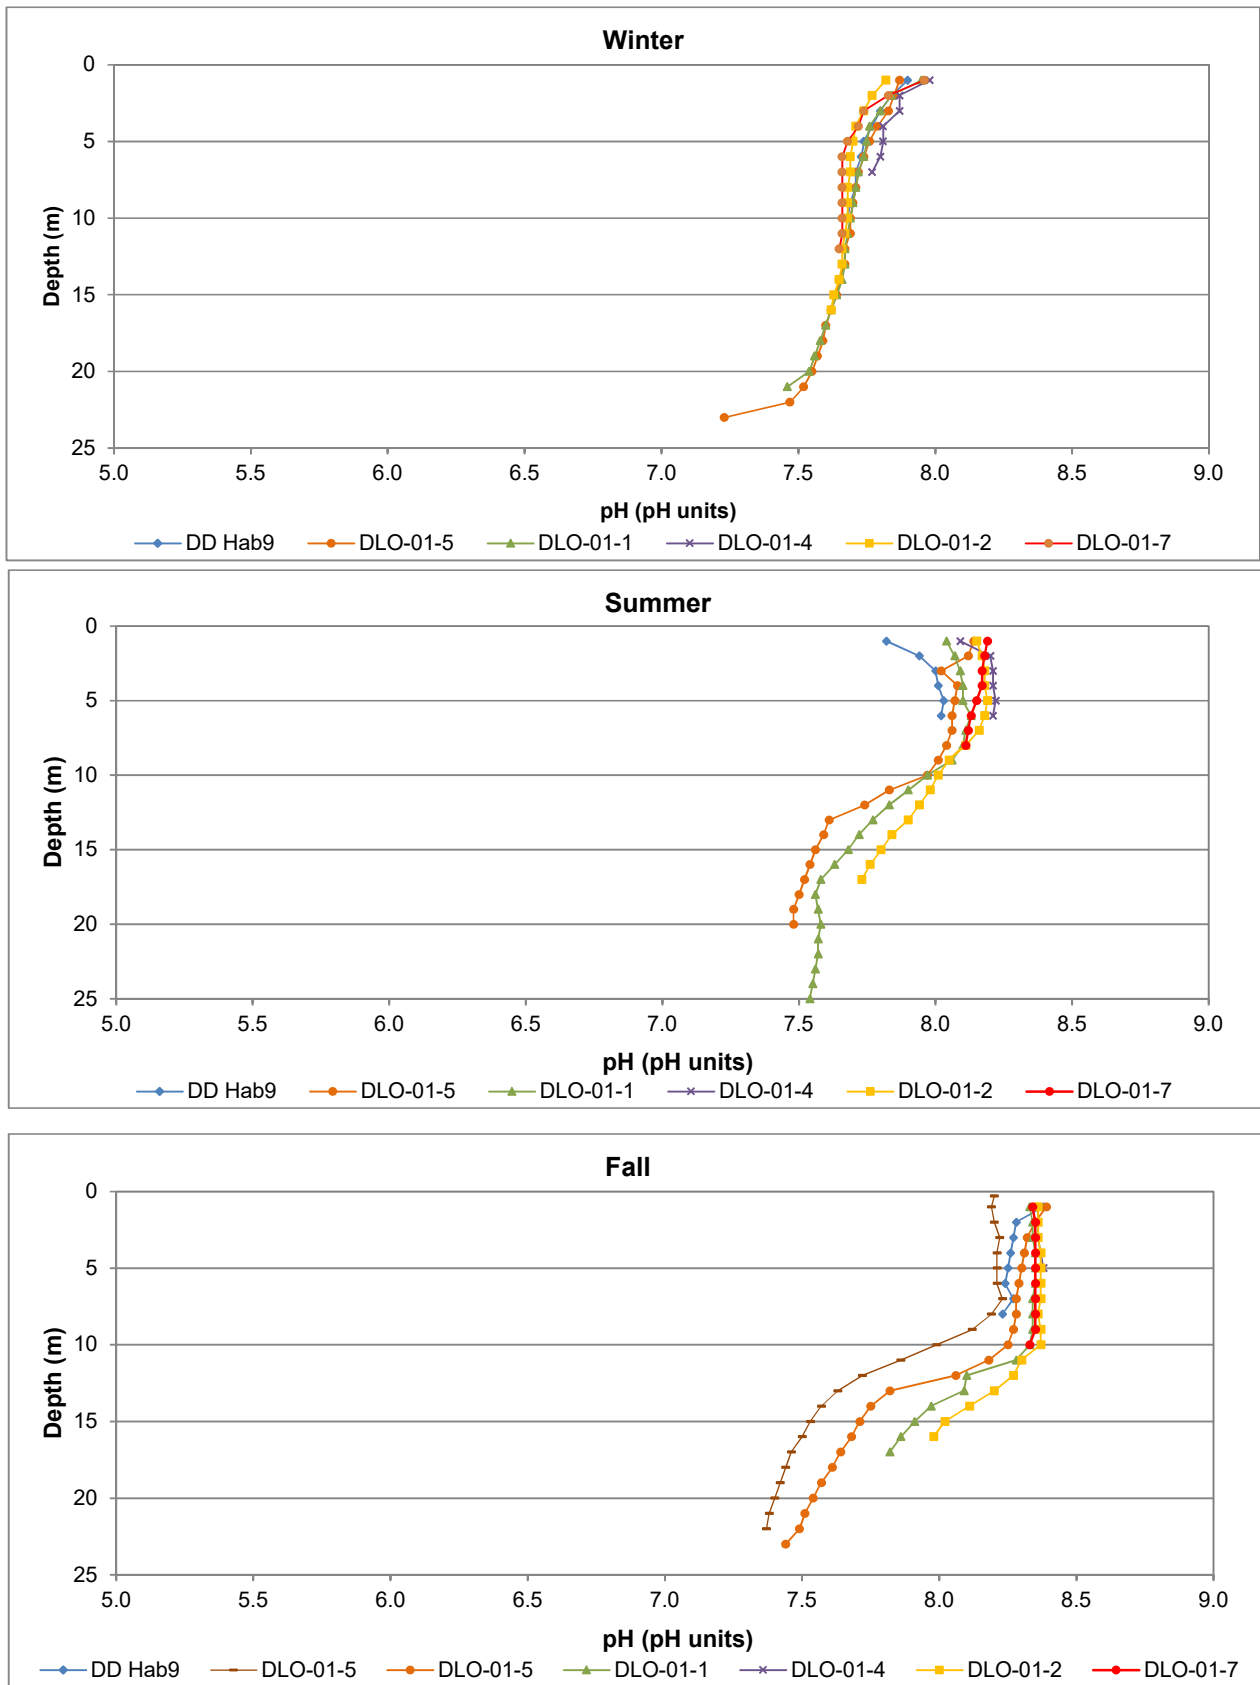 Winter
0
5
10
15
20
25
Depth (m)
5.0 5.5 6.0 6.5 7.0 7.5 8.0 8.5 9.0
pH (pH units)
DD Hab9 DLO-01-5 DLO-01-1 DLO-01-4 DLO-01-2 DLO-01-7
Summer
0
5
10
15
20
25
Depth (m)
5.0 5.5 6.0 6.5 7.0 7.5 8.0 8.5 9.0
pH (pH units)
DD Hab9 DLO-01-5 DLO-01-1 DLO-01-4 DLO-01-2 DLO-01-7
Fall
0
5
10
15
20
25
Depth (m)
5.0 5.5 6.0 6.5 7.0 7.5 8.0 8.5 9.0
pH (pH units)
DD Hab9 DLO-01-5 DLO-01-5 DLO-01-1 DLO-01-4 DLO-01-2 DLO-01-7